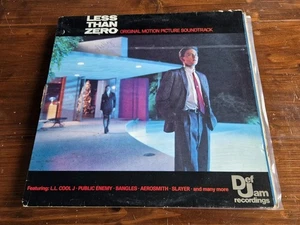 LESS
THAN
ZERO
ORIGINAL MOTION PICTURE SOUNDTRACK
Featuring: L.L. COOL J · PUBLIC ENEMY · BANGLES · AEROSMITH · SLAYER · and many more
Def
Jam
recordings